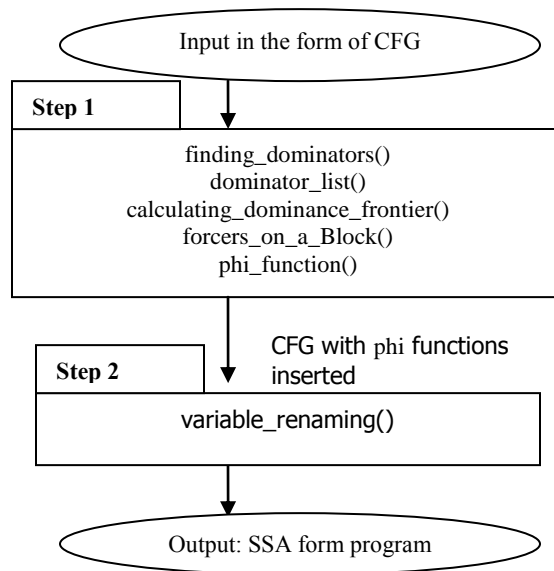 Input in the form of CFG
Step 1
finding_dominators()
dominator_list()
calculating_dominance_frontier()
forcers_on_a_Block()
phi_function()
CFG with phi functions
inserted
Step 2
variable_renaming()
Output: SSA form program